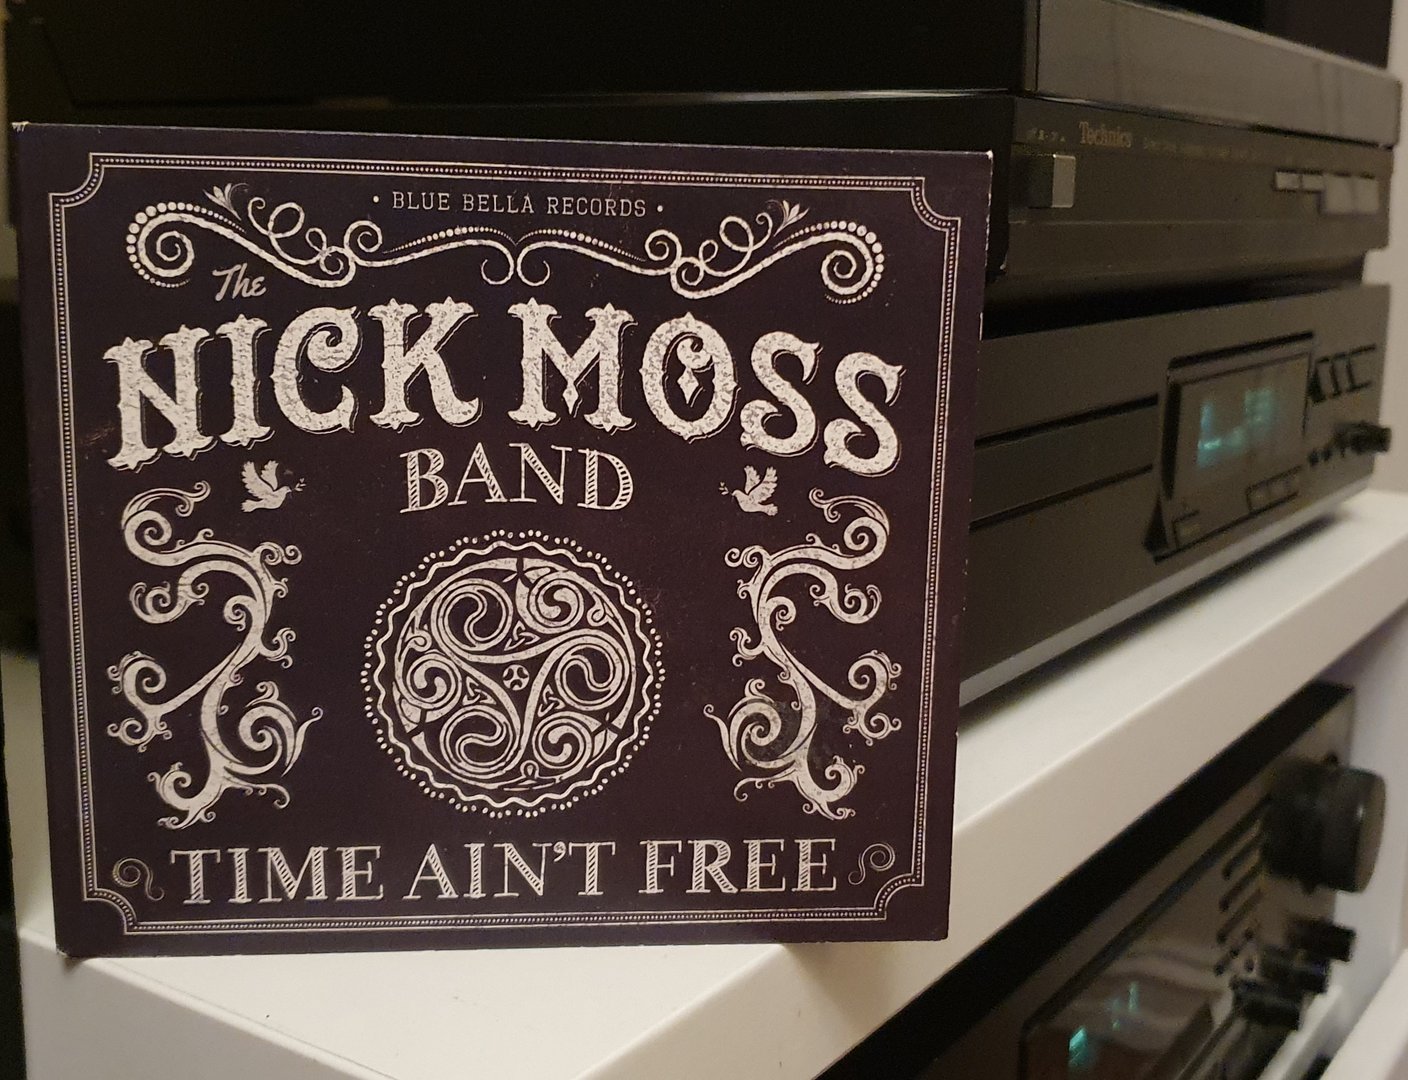 Technics
• BLUE BELLA RECORDS •
The
NICK MOSS
BAND
TIME AIN'T FREE